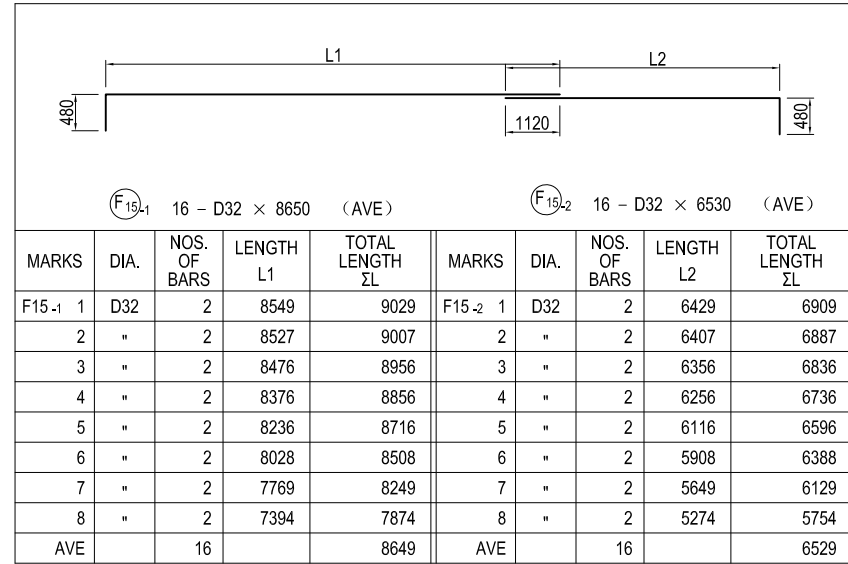 L1
L2
480
480
1120
F15-1 16 - D32 × 8650 (AVE)
F15-2 16 - D32 × 6530 (AVE)
MARKS DIA. NOS. OF BARS LENGTH L1 TOTAL LENGTH ΣL MARKS DIA. NOS. OF BARS LENGTH L2 TOTAL LENGTH ΣL
F15-1 1 D32 2 8549 9029 F15-2 1 D32 2 6429 6909
2 " 2 8527 9007 2 " 2 6407 6887
3 " 2 8476 8956 3 " 2 6356 6836
4 " 2 8376 8856 4 " 2 6256 6736
5 " 2 8236 8716 5 " 2 6116 6596
6 " 2 8028 8508 6 " 2 5908 6388
7 " 2 7769 8249 7 " 2 5649 6129
8 " 2 7394 7874 8 " 2 5274 5754
AVE 16 8649 AVE 16 6529